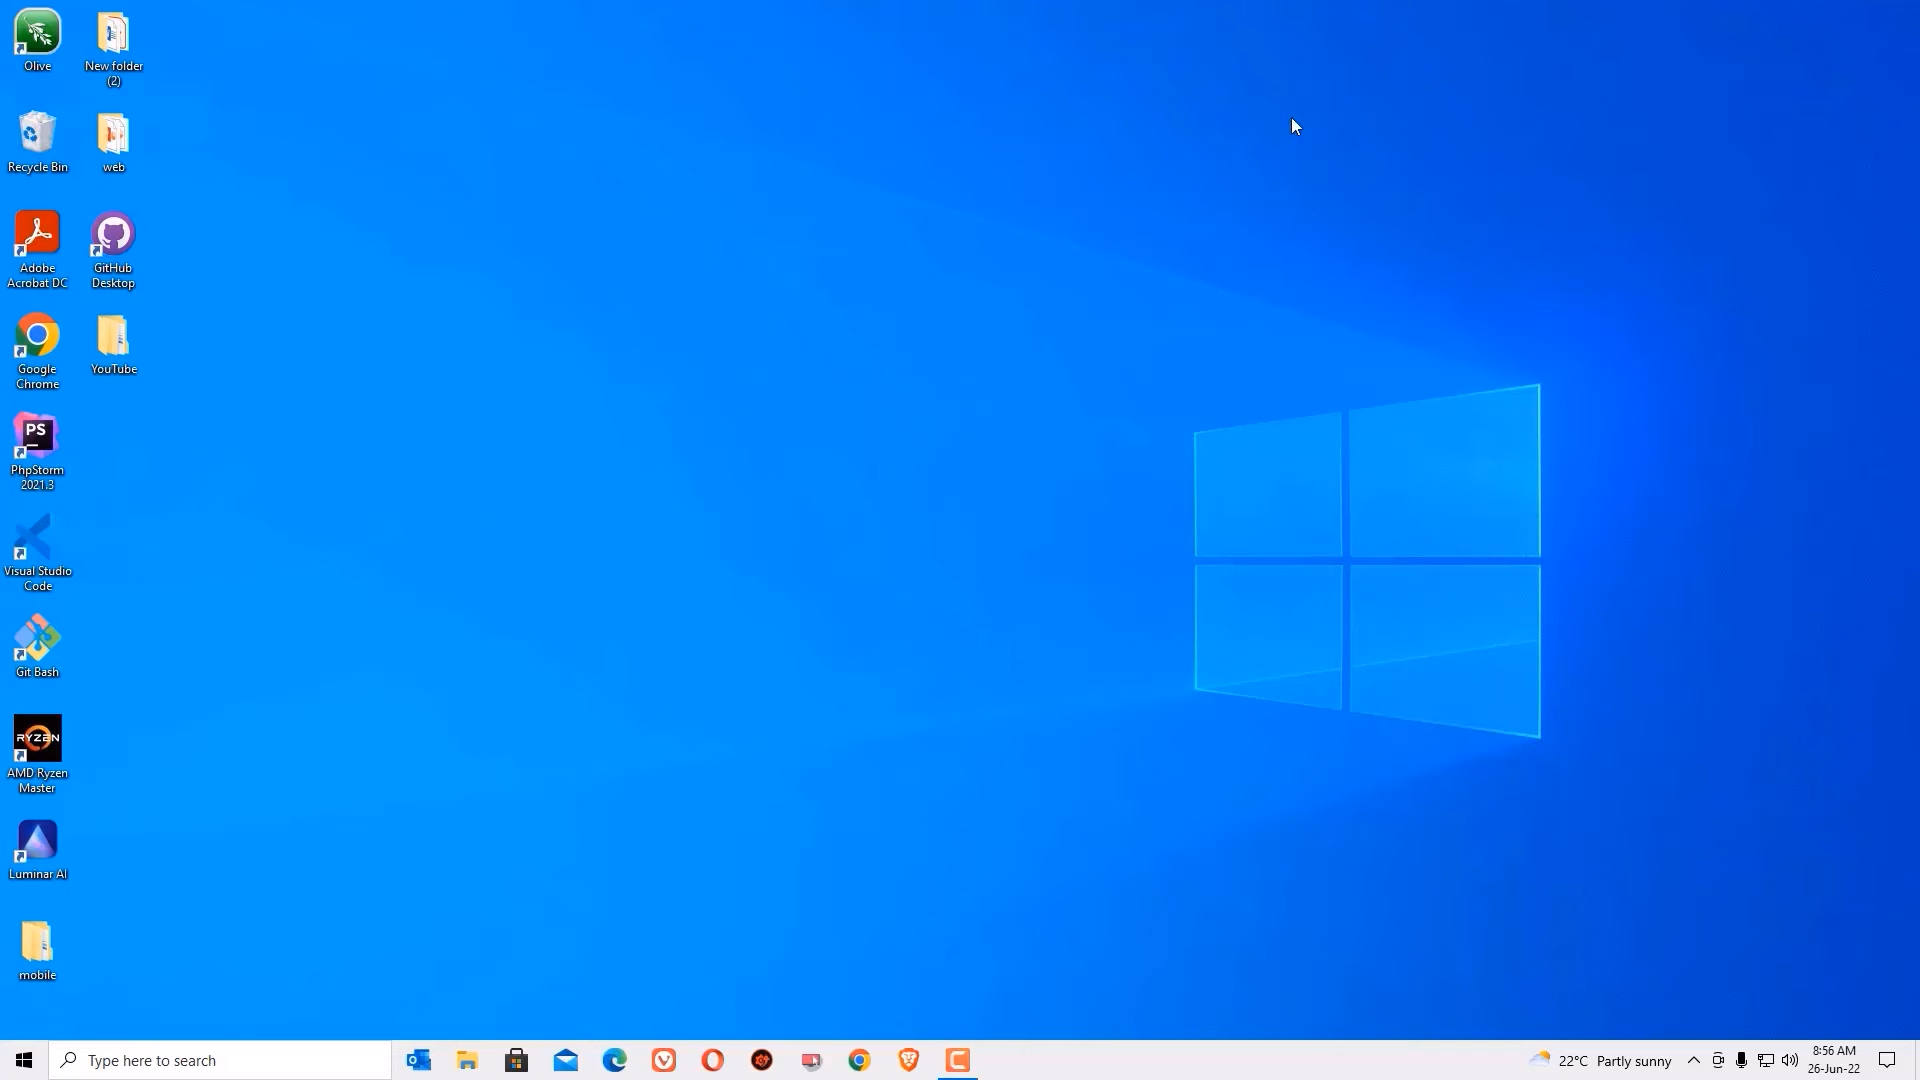 Olive
New folder
(2)
Recycle Bin
web
Adobe
Acrobat DC
GitHub
Desktop
Google
Chrome
YouTube
PS
PhpStorm
2021.3
Visual Studio
Code
Git Bash
RYZEN
AMD Ryzen
Master
Luminar AI
mobile
Type here to search
22°C Partly sunny
8:56 AM
26-Jun-22